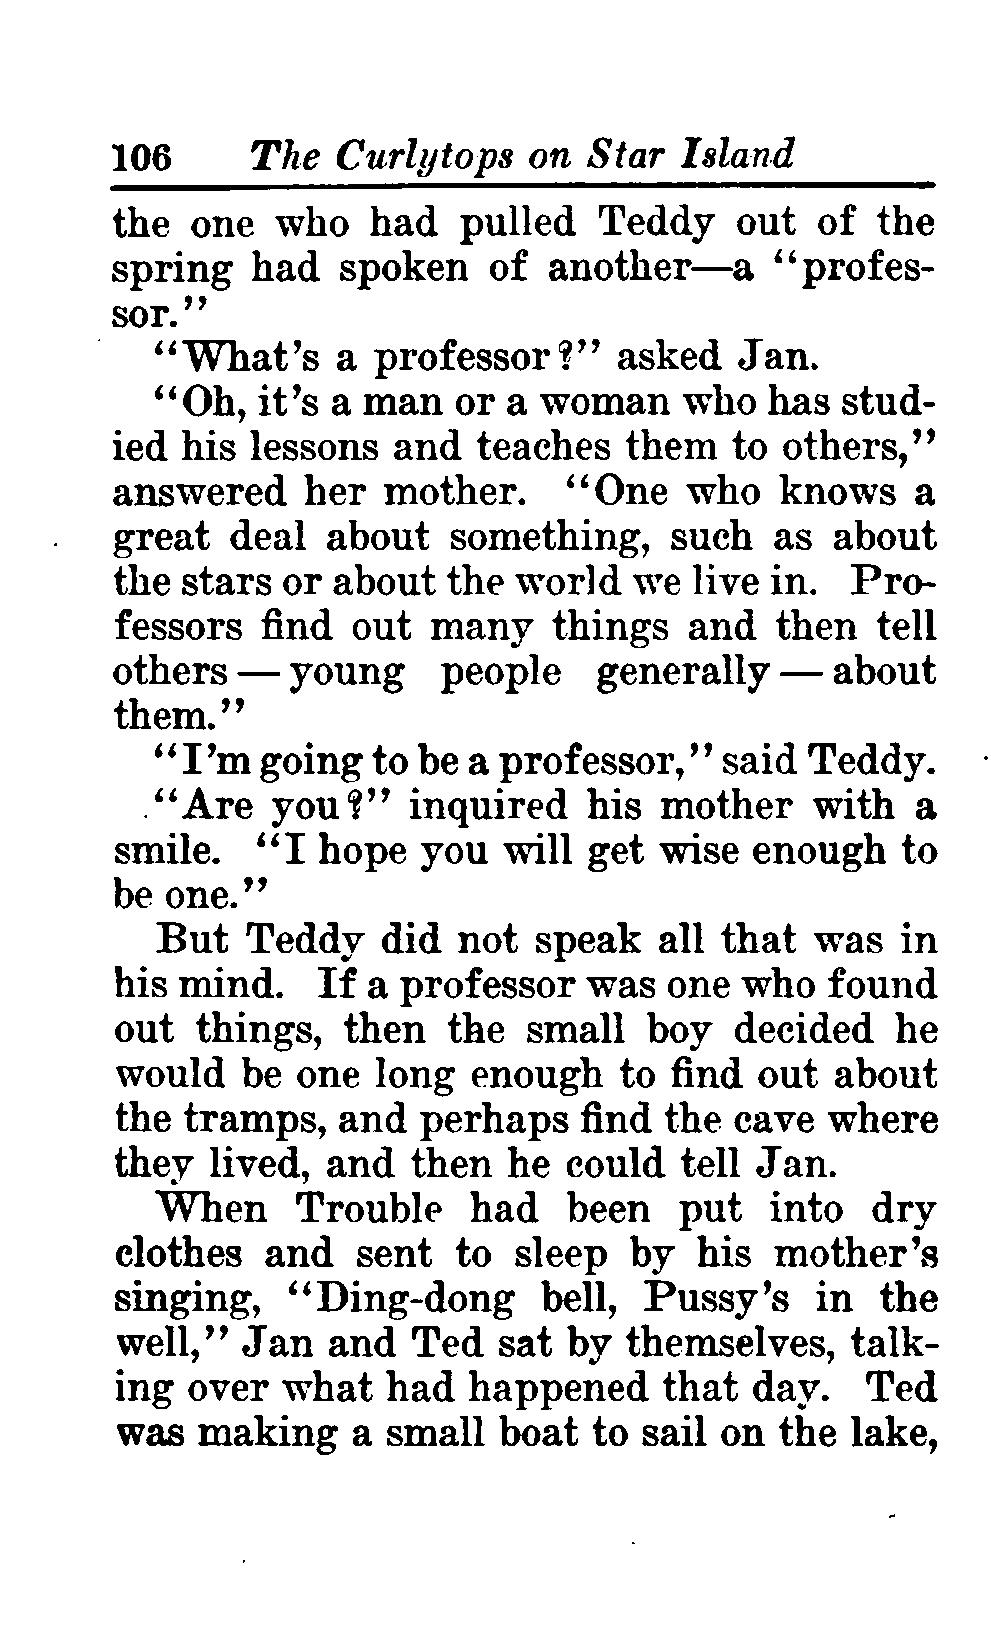 106 The Curlytops on Star Island
the one who had pulled Teddy out of the
spring had spoken of another—a "profes-
sor."
"What's a professor?" asked Jan.
"Oh, it's a man or a woman who has stud-
ied his lessons and teaches them to others,"
answered her mother. "One who knows a
great deal about something, such as about
the stars or about the world we live in. Pro-
fessors find out many things and then tell
others — young people generally — about
them."
"I'm going to be a professor," said Teddy.
"Are you?" inquired his mother with a
smile. "I hope you will get wise enough to
be one."
But Teddy did not speak all that was in
his mind. If a professor was one who found
out things, then the small boy decided he
would be one long enough to find out about
the tramps, and perhaps find the cave where
they lived, and then he could tell Jan.
When Trouble had been put into dry
clothes and sent to sleep by his mother's
singing, "Ding-dong bell, Pussy's in the
well," Jan and Ted sat by themselves, talk-
ing over what had happened that day. Ted
was making a small boat to sail on the lake,